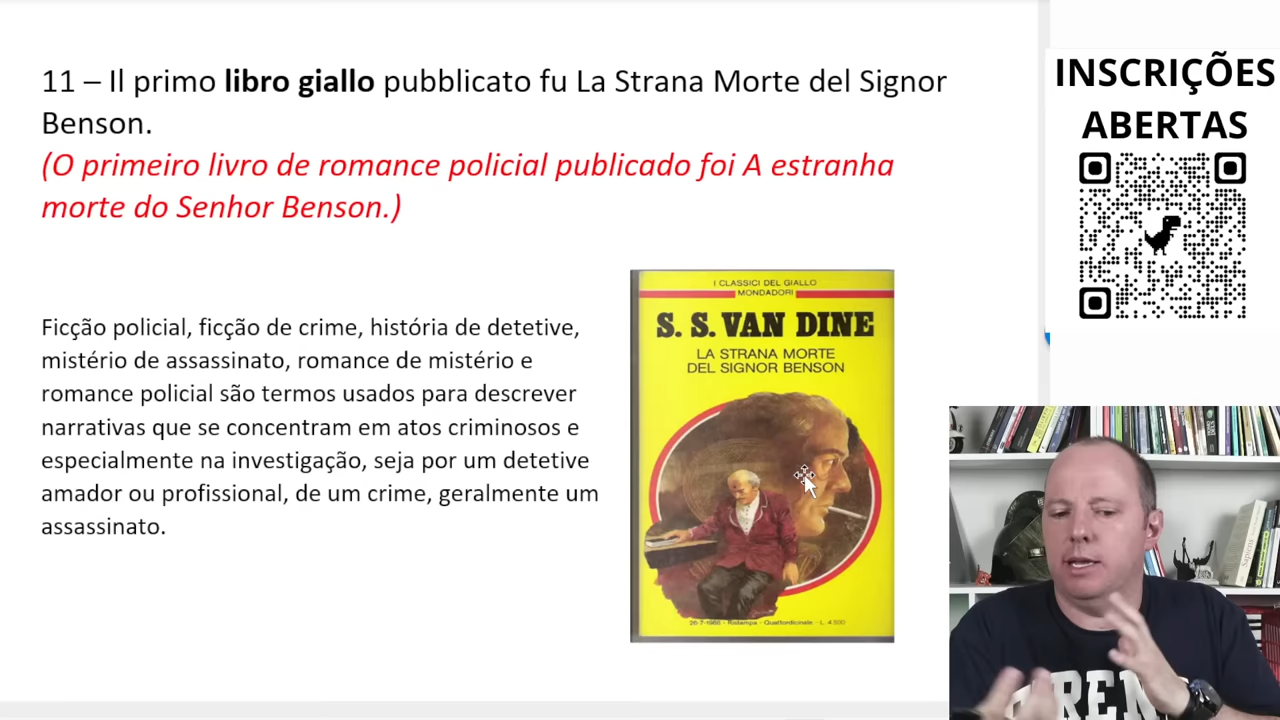 11 – Il primo libro giallo pubblicato fu La Strana Morte del Signor
Benson.
(O primeiro livro de romance policial publicado foi A estranha
morte do Senhor Benson.)
Ficção policial, ficção de crime, história de detetive,
mistério de assassinato, romance de mistério e
romance policial são termos usados para descrever
narrativas que se concentram em atos criminosos e
especialmente na investigação, seja por um detetive
amador ou profissional, de um crime, geralmente um
assassinato.
I CLASSICI DEL GIALLO
MONDADORI
S. S. VAN DINE
LA STRANA MORTE
DEL SIGNOR BENSON
Ristampa - Quattordicinale - L. 4500
INSCRIÇÕES
ABERTAS
Sapiens